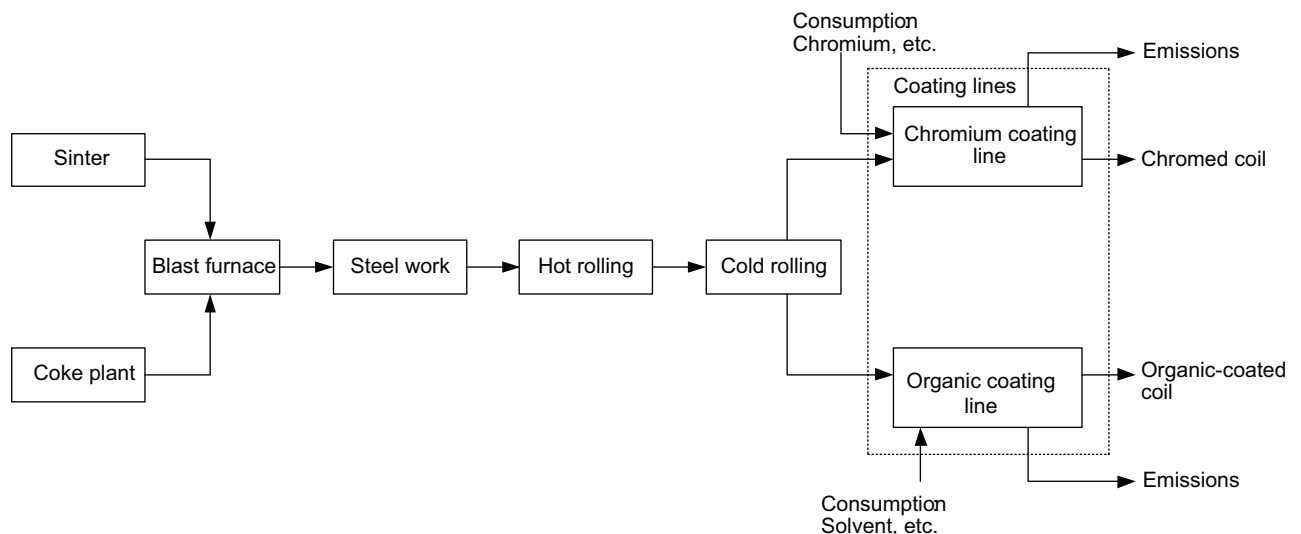 Consumption
Chromium, etc.
Emissions
Coating lines
Sinter
Chromium coating
line
Chromed coil
Blast furnace
Steel work
Hot rolling
Cold rolling
Coke plant
Organic coating
line
Organic-coated
coil
Emissions
Consumption
Solvent, etc.